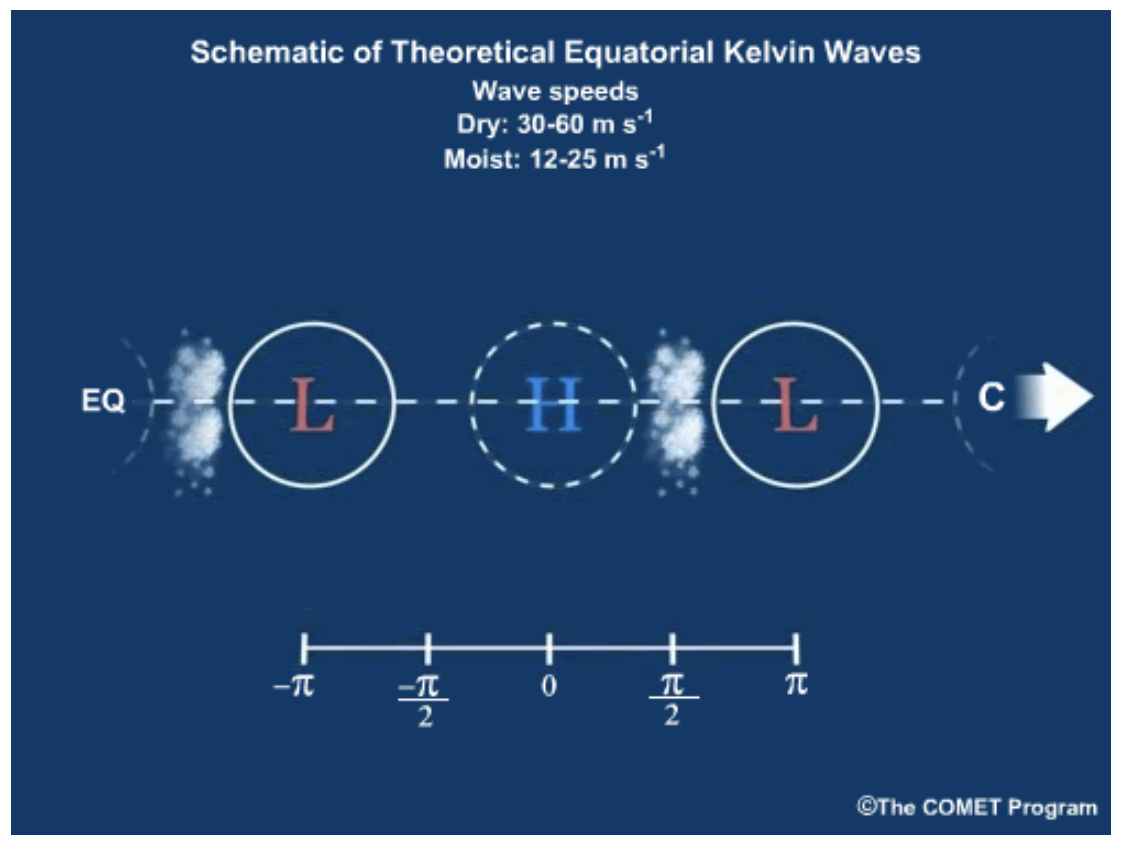 Schematic of Theoretical Equatorial Kelvin Waves
Wave speeds
Dry: 30-60 m s⁻¹
Moist: 12-25 m s⁻¹
EQ L H L C
−π −π/2 0 π/2 π
©The COMET Program